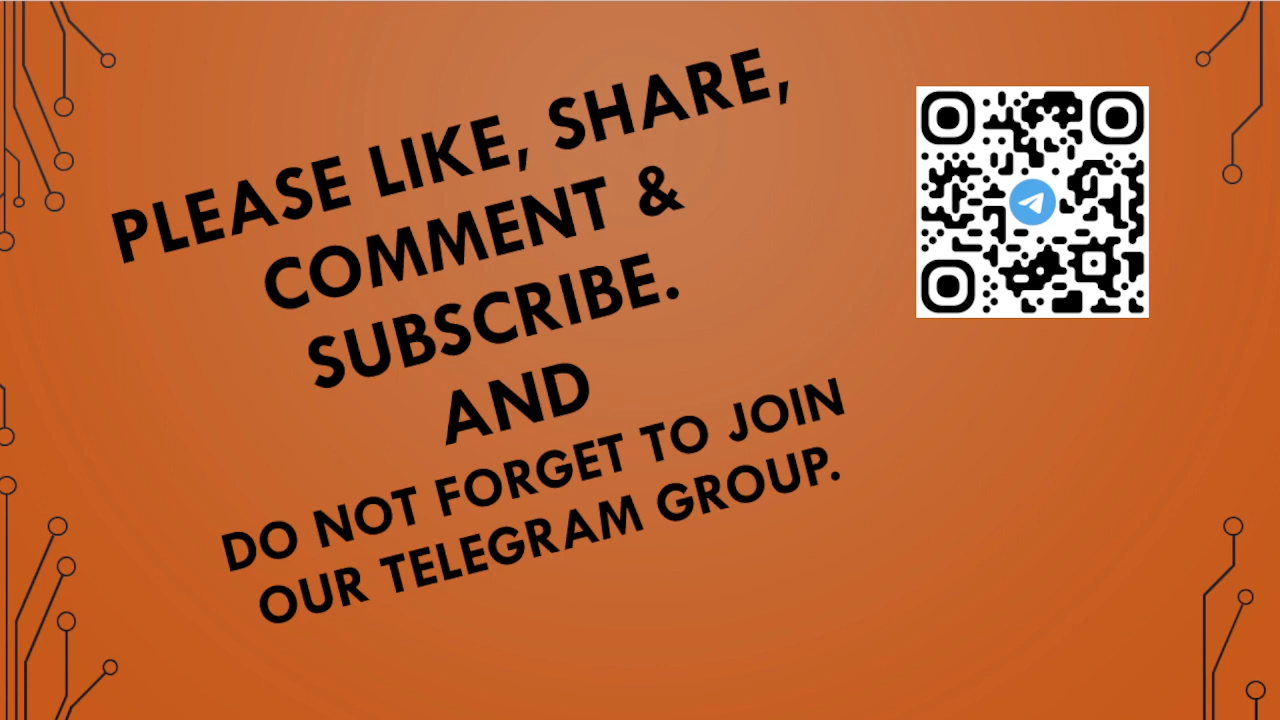 PLEASE LIKE, SHARE,
COMMENT &
SUBSCRIBE.
AND
DO NOT FORGET TO JOIN
OUR TELEGRAM GROUP.